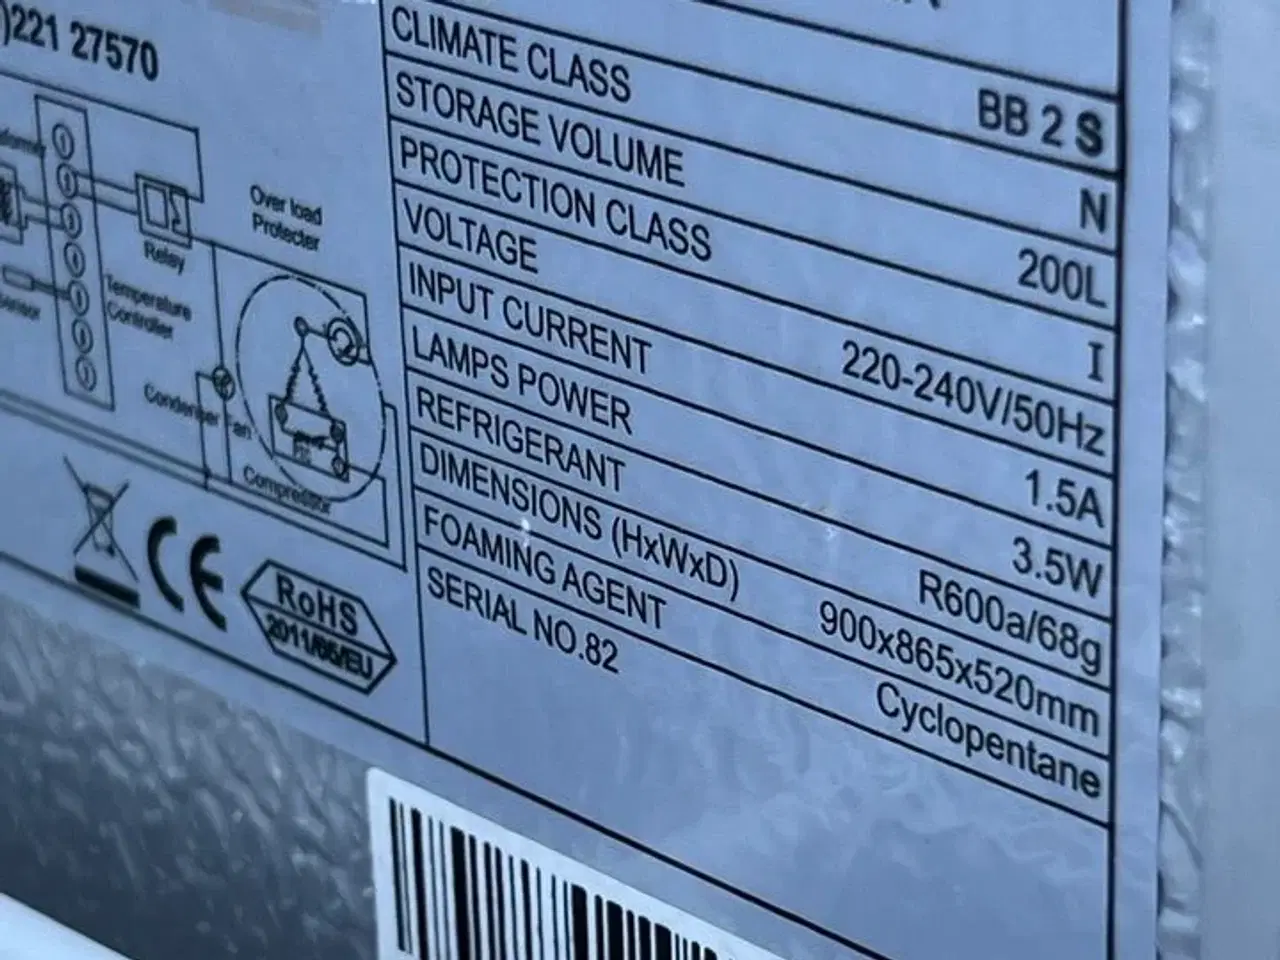 )221 27570
Over load
Protecter
Relay
Temperature
Controller
Condenser Fan
Compressor
RoHS
2011/65/EU
BB 2 S
CLIMATE CLASS N
STORAGE VOLUME 200L
PROTECTION CLASS I
VOLTAGE 220-240V/50Hz
INPUT CURRENT 1.5A
LAMPS POWER 3.5W
REFRIGERANT R600a/68g
DIMENSIONS (HxWxD) 900x865x520mm
FOAMING AGENT Cyclopentane
SERIAL NO.82